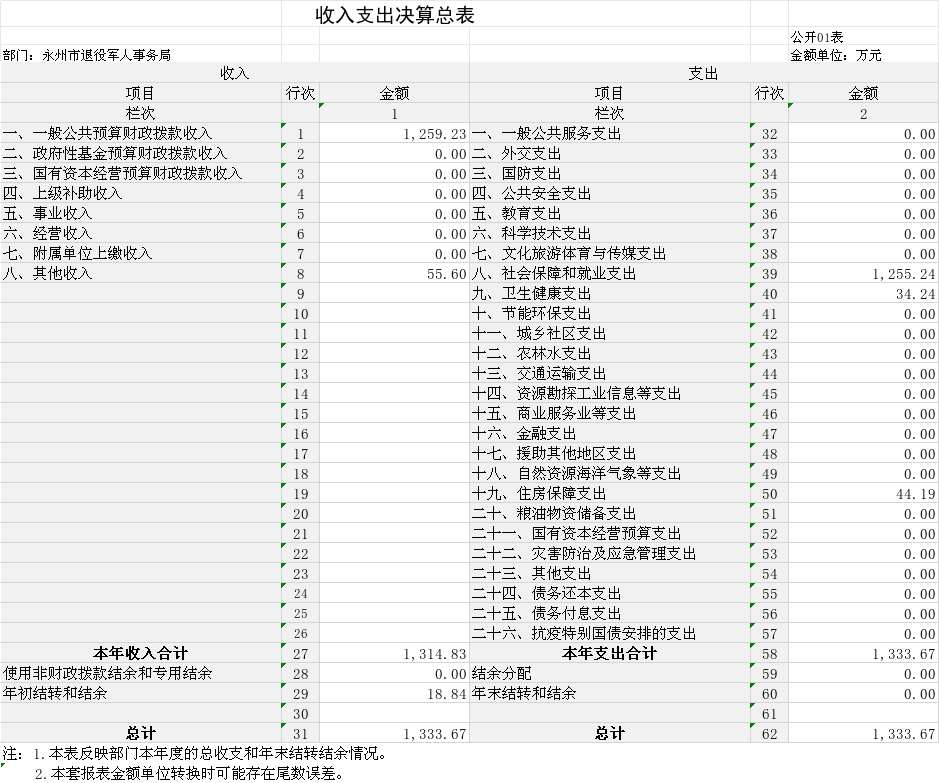 收入支出决算总表
公开01表
部门：永州市退役军人事务局 金额单位：万元
收入 支出
项目 行次 金额 项目 行次 金额
栏次 1 栏次 2
一、一般公共预算财政拨款收入 1 1,259.23 一、一般公共服务支出 32 0.00
二、政府性基金预算财政拨款收入 2 0.00 二、外交支出 33 0.00
三、国有资本经营预算财政拨款收入 3 0.00 三、国防支出 34 0.00
四、上级补助收入 4 0.00 四、公共安全支出 35 0.00
五、事业收入 5 0.00 五、教育支出 36 0.00
六、经营收入 6 0.00 六、科学技术支出 37 0.00
七、附属单位上缴收入 7 0.00 七、文化旅游体育与传媒支出 38 0.00
八、其他收入 8 55.60 八、社会保障和就业支出 39 1,255.24
9 九、卫生健康支出 40 34.24
10 十、节能环保支出 41 0.00
11 十一、城乡社区支出 42 0.00
12 十二、农林水支出 43 0.00
13 十三、交通运输支出 44 0.00
14 十四、资源勘探工业信息等支出 45 0.00
15 十五、商业服务业等支出 46 0.00
16 十六、金融支出 47 0.00
17 十七、援助其他地区支出 48 0.00
18 十八、自然资源海洋气象等支出 49 0.00
19 十九、住房保障支出 50 44.19
20 二十、粮油物资储备支出 51 0.00
21 二十一、国有资本经营预算支出 52 0.00
22 二十二、灾害防治及应急管理支出 53 0.00
23 二十三、其他支出 54 0.00
24 二十四、债务还本支出 55 0.00
25 二十五、债务付息支出 56 0.00
26 二十六、抗疫特别国债安排的支出 57 0.00
本年收入合计 27 1,314.83 本年支出合计 58 1,333.67
使用非财政拨款结余和专用结余 28 0.00 结余分配 59 0.00
年初结转和结余 29 18.84 年末结转和结余 60 0.00
30 61
总计 31 1,333.67 总计 62 1,333.67
注：1.本表反映部门本年度的总收支和年末结转结余情况。
2.本套报表金额单位转换时可能存在尾数误差。